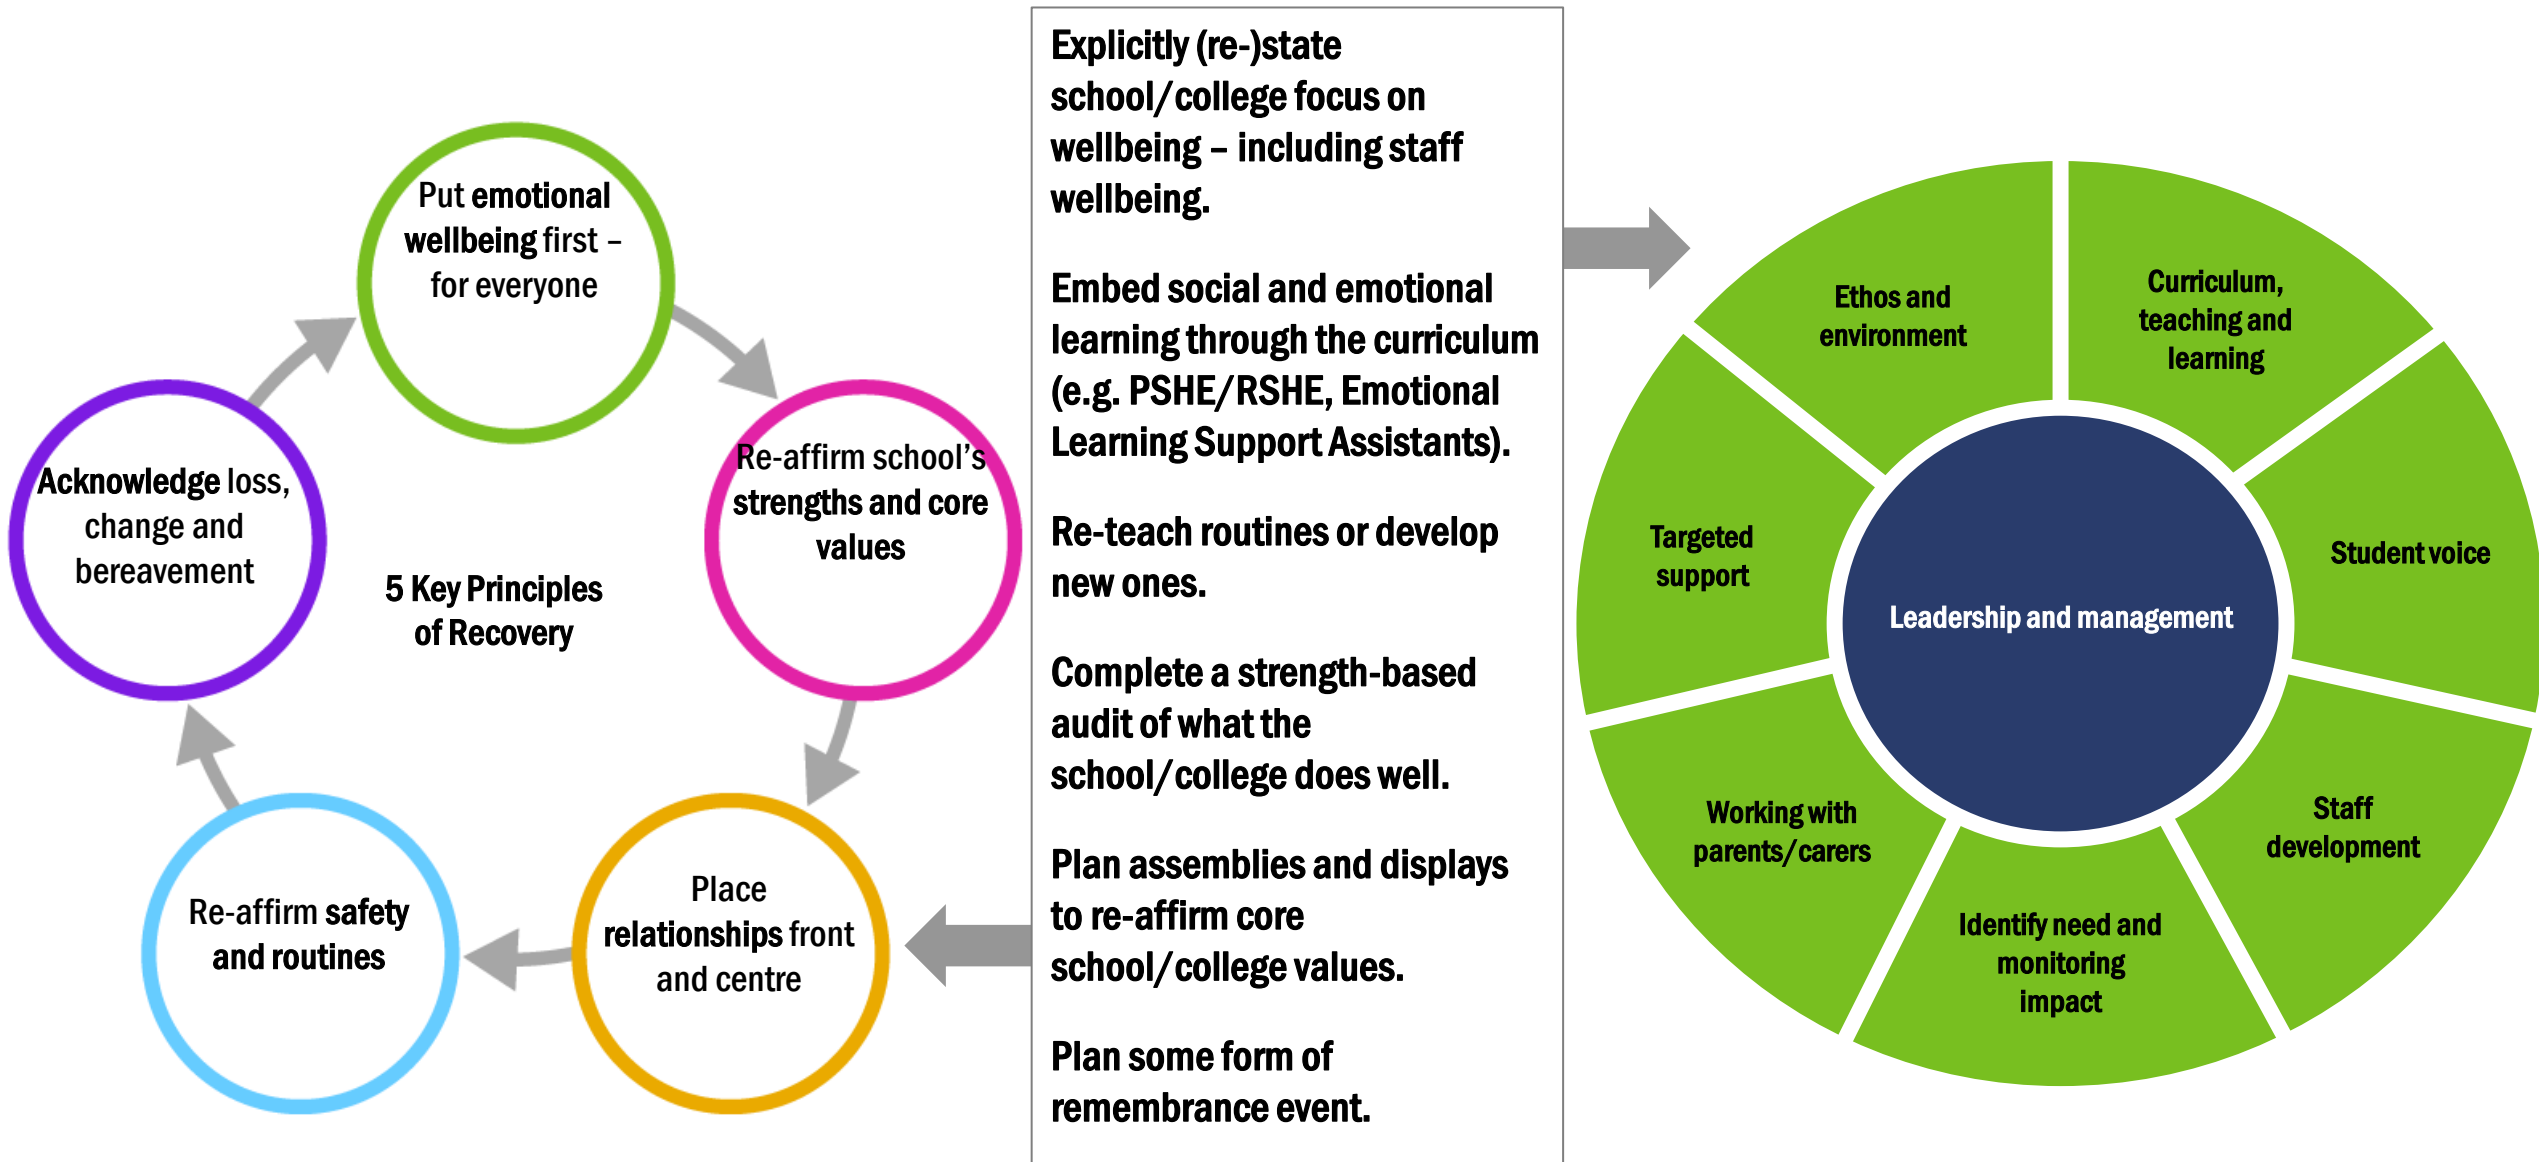 Put emotional
wellbeing first –
for everyone
Re-affirm school’s
strengths and core
values
Place
relationships front
and centre
Re-affirm safety
and routines
Acknowledge loss,
change and
bereavement
5 Key Principles
of Recovery
Explicitly (re-)state
school/college focus on
wellbeing – including staff
wellbeing.
Embed social and emotional
learning through the curriculum
(e.g. PSHE/RSHE, Emotional
Learning Support Assistants).
Re-teach routines or develop
new ones.
Complete a strength-based
audit of what the
school/college does well.
Plan assemblies and displays
to re-affirm core
school/college values.
Plan some form of
remembrance event.
Ethos and
environment
Curriculum,
teaching and
learning
Student voice
Staff
development
Identify need and
monitoring
impact
Working with
parents/carers
Targeted
support
Leadership and management